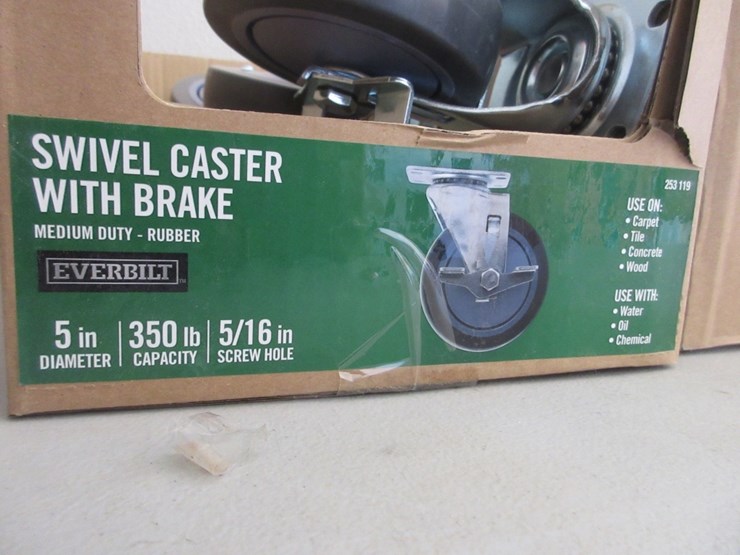 SWIVEL CASTER
WITH BRAKE
MEDIUM DUTY - RUBBER
EVERBILT
TM
5 in
DIAMETER
350 lb
CAPACITY
5/16 in
SCREW HOLE
253 119
USE ON:
• Carpet
• Tile
• Concrete
• Wood
USE WITH:
• Water
• Oil
• Chemical